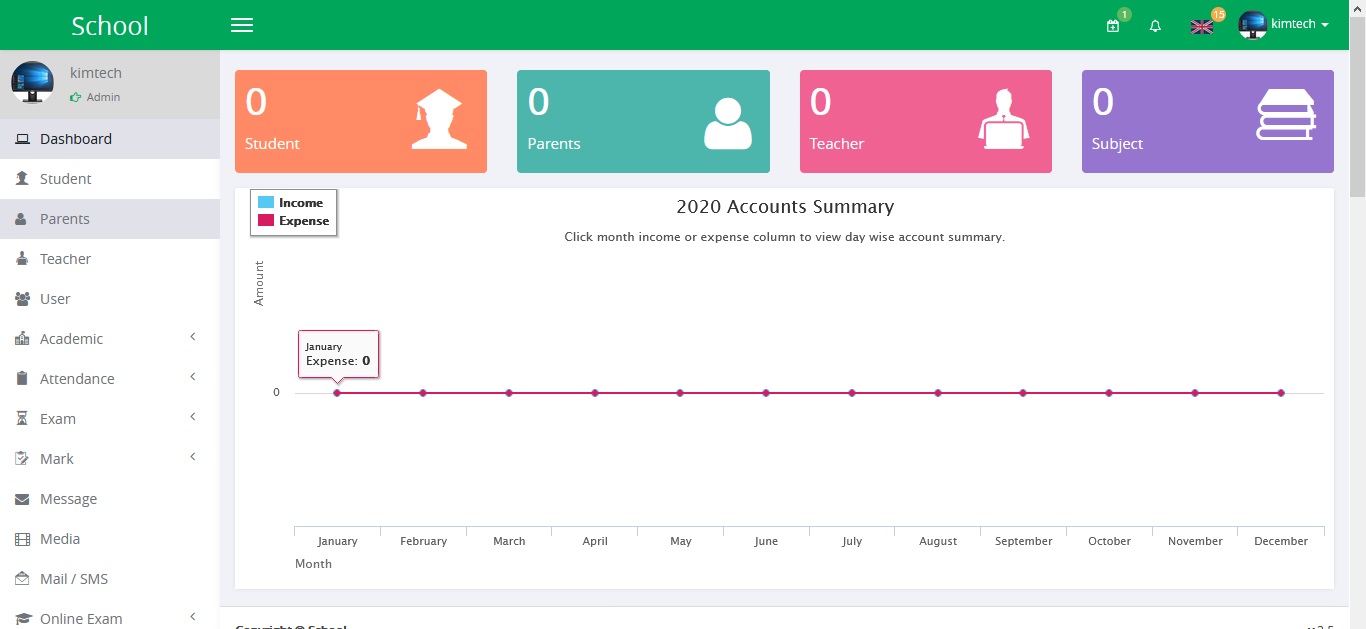 School
1
15
kimtech
kimtech
Admin
Dashboard
Student
Parents
Teacher
User
Academic
Attendance
Exam
Mark
Message
Media
Mail / SMS
Online Exam
0
Student
0
Parents
0
Teacher
0
Subject
Income
Expense
2020 Accounts Summary
Click month income or expense column to view day wise account summary.
Amount
January
Expense: 0
0
January February March April May June July August September October November December
Month
Copyright © School